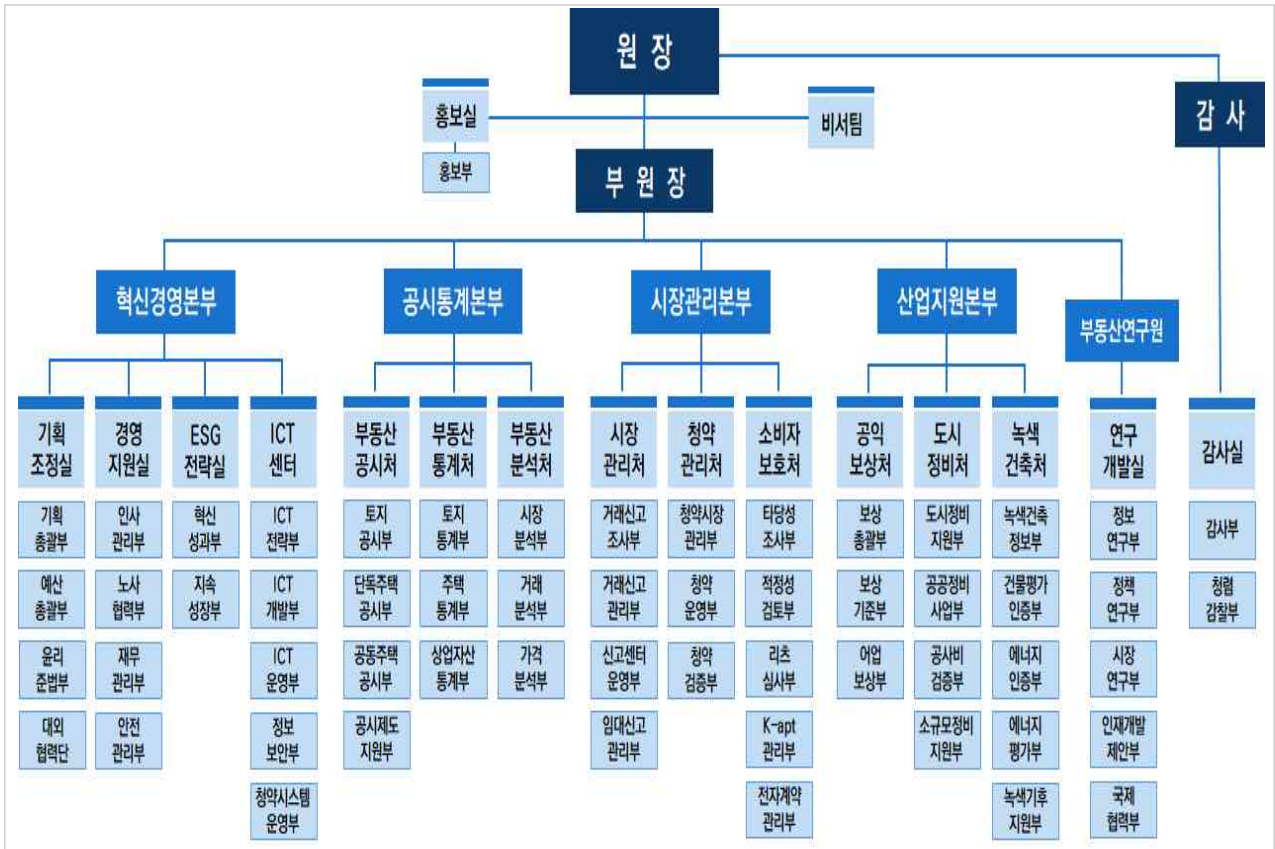 원 장
홍보실
비서팀
감 사
홍보부
부 원 장
혁신경영본부
공시통계본부
시장관리본부
산업지원본부
부동산연구원
기획
조정실
경영
지원실
ESG
전략실
ICT
센터
부동산
공시처
부동산
통계처
부동산
분석처
시장
관리처
청약
관리처
소비자
보호처
공익
보상처
도시
정비처
녹색
건축처
연구
개발실
감사실
기획
총괄부
인사
관리부
혁신
성과부
ICT
전략부
토지
공시부
토지
통계부
시장
분석부
거래신고
조사부
청약시장
관리부
타당성
조사부
보상
총괄부
도시정비
지원부
녹색건축
정보부
정보
연구부
감사부
예산
총괄부
노사
협력부
지속
성장부
ICT
개발부
단독주택
공시부
주택
통계부
거래
분석부
거래신고
관리부
청약
운영부
적정성
검토부
보상
기준부
공공정비
사업부
건물평가
인증부
정책
연구부
청렴
감찰부
윤리
준법부
재무
관리부
ICT
운영부
공동주택
공시부
상업자산
통계부
가격
분석부
신고센터
운영부
청약
검증부
리츠
심사부
어업
보상부
공사비
검증부
에너지
인증부
시장
연구부
대외
협력단
안전
관리부
정보
보안부
공시제도
지원부
임대신고
관리부
K-apt
관리부
소규모정비
지원부
에너지
평가부
인재개발
제안부
청약시스템
운영부
전자계약
관리부
녹색기후
지원부
국제
협력부